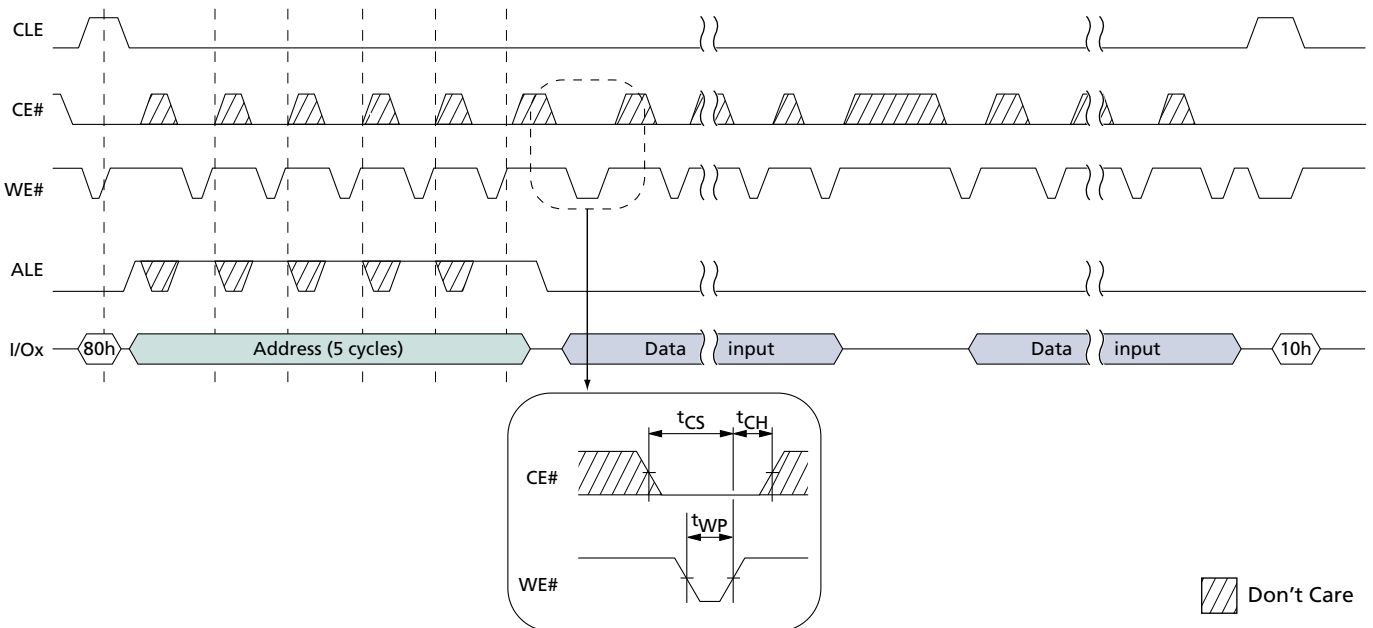 CLE
CE#
WE#
ALE
I/Ox
80h
Address (5 cycles)
Data input
Data input
10h
tCS
tCH
CE#
tWP
WE#
Don't Care